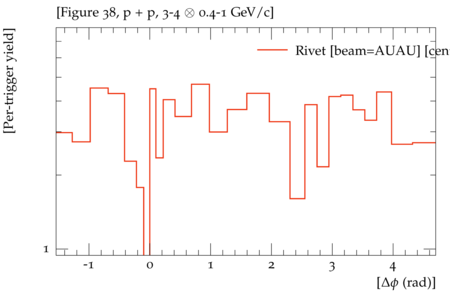 [Figure 38, p + p, 3-4 ⊗ 0.4-1 GeV/c]
Rivet [beam=AUAU] [cen
[Per-trigger yield]
1
-1 0 1 2 3 4
[Δϕ (rad)]